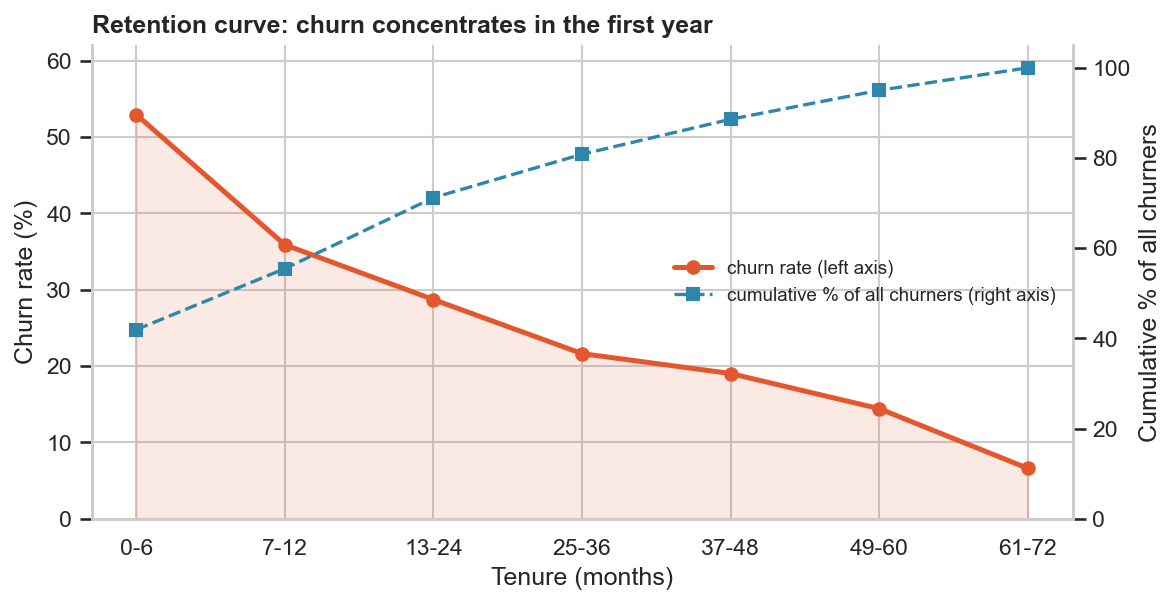 Retention curve: churn concentrates in the first year
Churn rate (%)
60
50
40
30
20
10
0
100
80
60
40
20
0
Cumulative % of all churners
churn rate (left axis)
cumulative % of all churners (right axis)
0-6 7-12 13-24 25-36 37-48 49-60 61-72
Tenure (months)